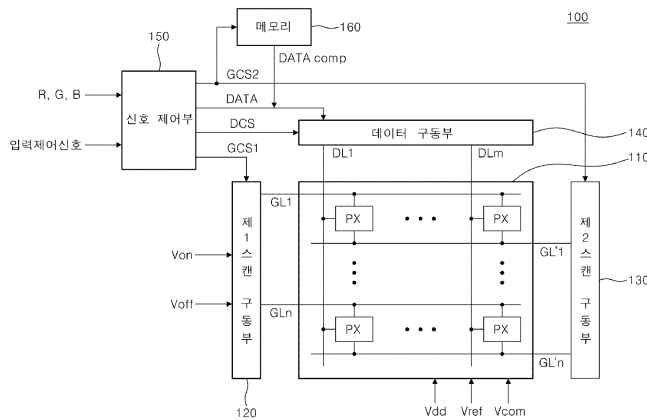 100
메모리
160
150
DATA comp
GCS2
R, G, B
DATA
신호 제어부
DCS
데이터 구동부
140
입력제어신호
GCS1
DL1
DLm
110
GL1
PX
PX
제1스캔 구동부
제2스캔 구동부
GL'1
Von
130
Voff
GLn
PX
PX
GL'n
120
Vdd
Vref
Vcom